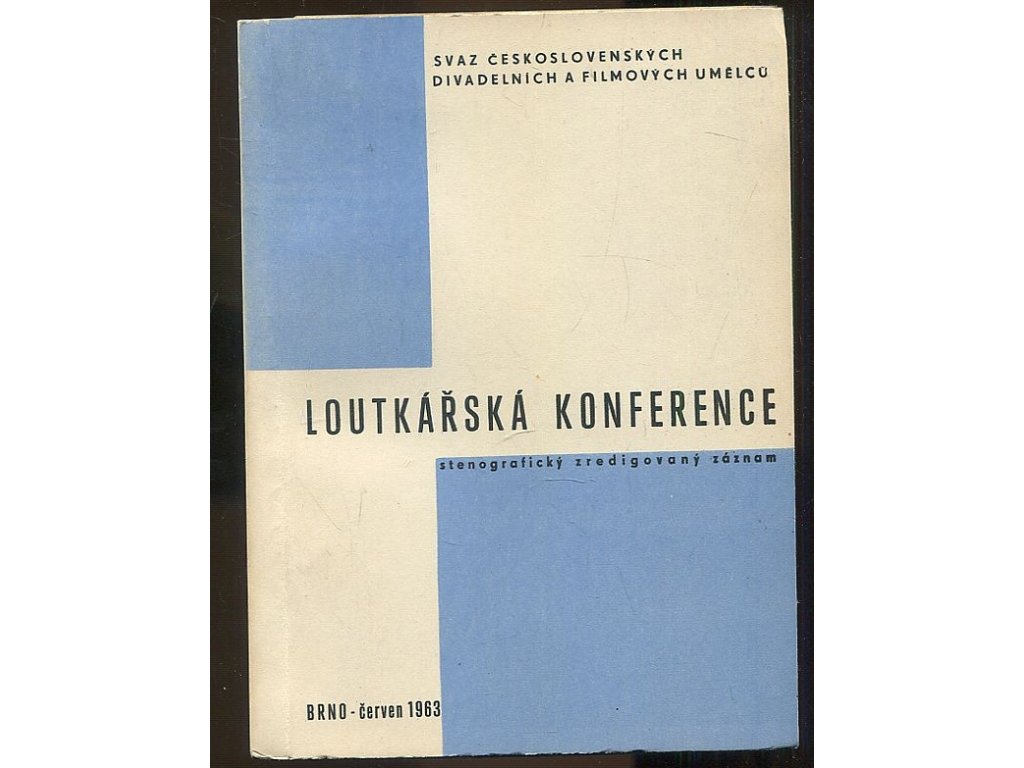 SVAZ ČESKOSLOVENSKÝCH
DIVADELNÍCH A FILMOVÝCH UMĚLCŮ
LOUTKÁŘSKÁ KONFERENCE
stenografický zredigovaný záznam
BRNO - červen 1963